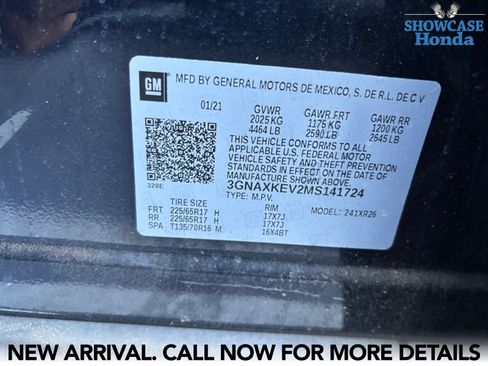 SHOWCASE
Honda
GM
MFD BY GENERAL MOTORS DE MEXICO, S. DE R.L. DE C V
01/21 GVWR GAWR FRT GAWR RR
2025 KG 1175 KG 1200 KG
4464 LB 2590 LB 2645 LB
THIS VEHICLE CONFORMS TO ALL
APPLICABLE U.S. FEDERAL MOTOR
VEHICLE SAFETY AND THEFT PREVENTION
STANDARDS IN EFFECT ON THE DATE OF
MANUFACTURE SHOWN ABOVE.
3GNAXKEV2MS141724
TYPE: M.P.V. MODEL: 241XR26
328E
TIRE SIZE RIM
FRT 225/65R17 H 17X7J
RR 225/65R17 H 17X7J
SPA T135/70R16 M 16X4BT
NEW ARRIVAL. CALL NOW FOR MORE DETAILS